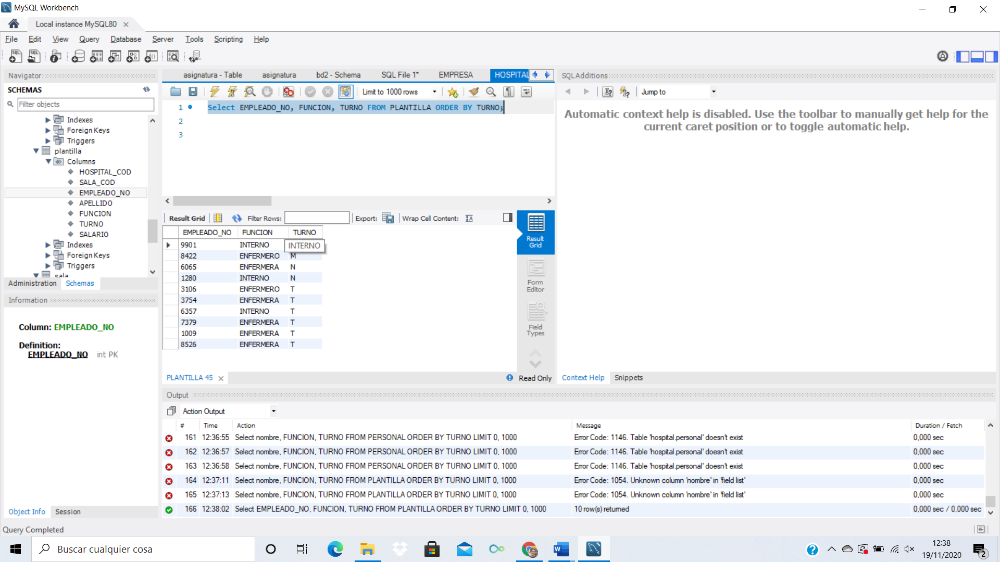 MySQL Workbench
Local instance MySQL80
File Edit View Query Database Server Tools Scripting Help
Navigator
SCHEMAS
Filter objects
Indexes
Foreign Keys
Triggers
plantilla
Columns
HOSPITAL_COD
SALA_COD
EMPLEADO_NO
APELLIDO
FUNCION
TURNO
SALARIO
Indexes
Foreign Keys
Triggers
sala
Administration Schemas
Information
Column: EMPLEADO_NO
Definition:
EMPLEADO_NO int PK
Object Info Session
asignatura - Table asignatura bd2 - Schema SQL File 1* EMPRESA HOSPITAL
Limit to 1000 rows
1 Select EMPLEADO_NO, FUNCION, TURNO FROM PLANTILLA ORDER BY TURNO;
2
3
Result Grid Filter Rows: Export: Wrap Cell Content:
EMPLEADO_NO FUNCION TURNO
9901 INTERNO
INTERNO
8422 ENFERMERO M
6065 ENFERMERA N
1280 INTERNO N
3106 ENFERMERO T
3754 ENFERMERA T
6357 INTERNO T
7379 ENFERMERA T
1009 ENFERMERA T
8526 ENFERMERA T
Result
Grid
Form
Editor
Field
Types
PLANTILLA 45 Read Only
SQLAdditions
Jump to
Automatic context help is disabled. Use the toolbar to manually get help for the
current caret position or to toggle automatic help.
Context Help Snippets
Output
Action Output
# Time Action Message Duration / Fetch
161 12:36:55 Select nombre, FUNCION, TURNO FROM PERSONAL ORDER BY TURNO LIMIT 0, 1000 Error Code: 1146. Table 'hospital.personal' doesn't exist 0,000 sec
162 12:36:57 Select nombre, FUNCION, TURNO FROM PERSONAL ORDER BY TURNO LIMIT 0, 1000 Error Code: 1146. Table 'hospital.personal' doesn't exist 0,000 sec
163 12:36:58 Select nombre, FUNCION, TURNO FROM PERSONAL ORDER BY TURNO LIMIT 0, 1000 Error Code: 1146. Table 'hospital.personal' doesn't exist 0,000 sec
164 12:37:11 Select nombre, FUNCION, TURNO FROM PLANTILLA ORDER BY TURNO LIMIT 0, 1000 Error Code: 1054. Unknown column 'nombre' in 'field list' 0,000 sec
165 12:37:13 Select nombre, FUNCION, TURNO FROM PLANTILLA ORDER BY TURNO LIMIT 0, 1000 Error Code: 1054. Unknown column 'nombre' in 'field list' 0,000 sec
166 12:38:02 Select EMPLEADO_NO, FUNCION, TURNO FROM PLANTILLA ORDER BY TURNO LIMIT 0, 1000 10 row(s) returned 0,000 sec / 0,000 sec
Query Completed
Buscar cualquier cosa
12:38
19/11/2020
2